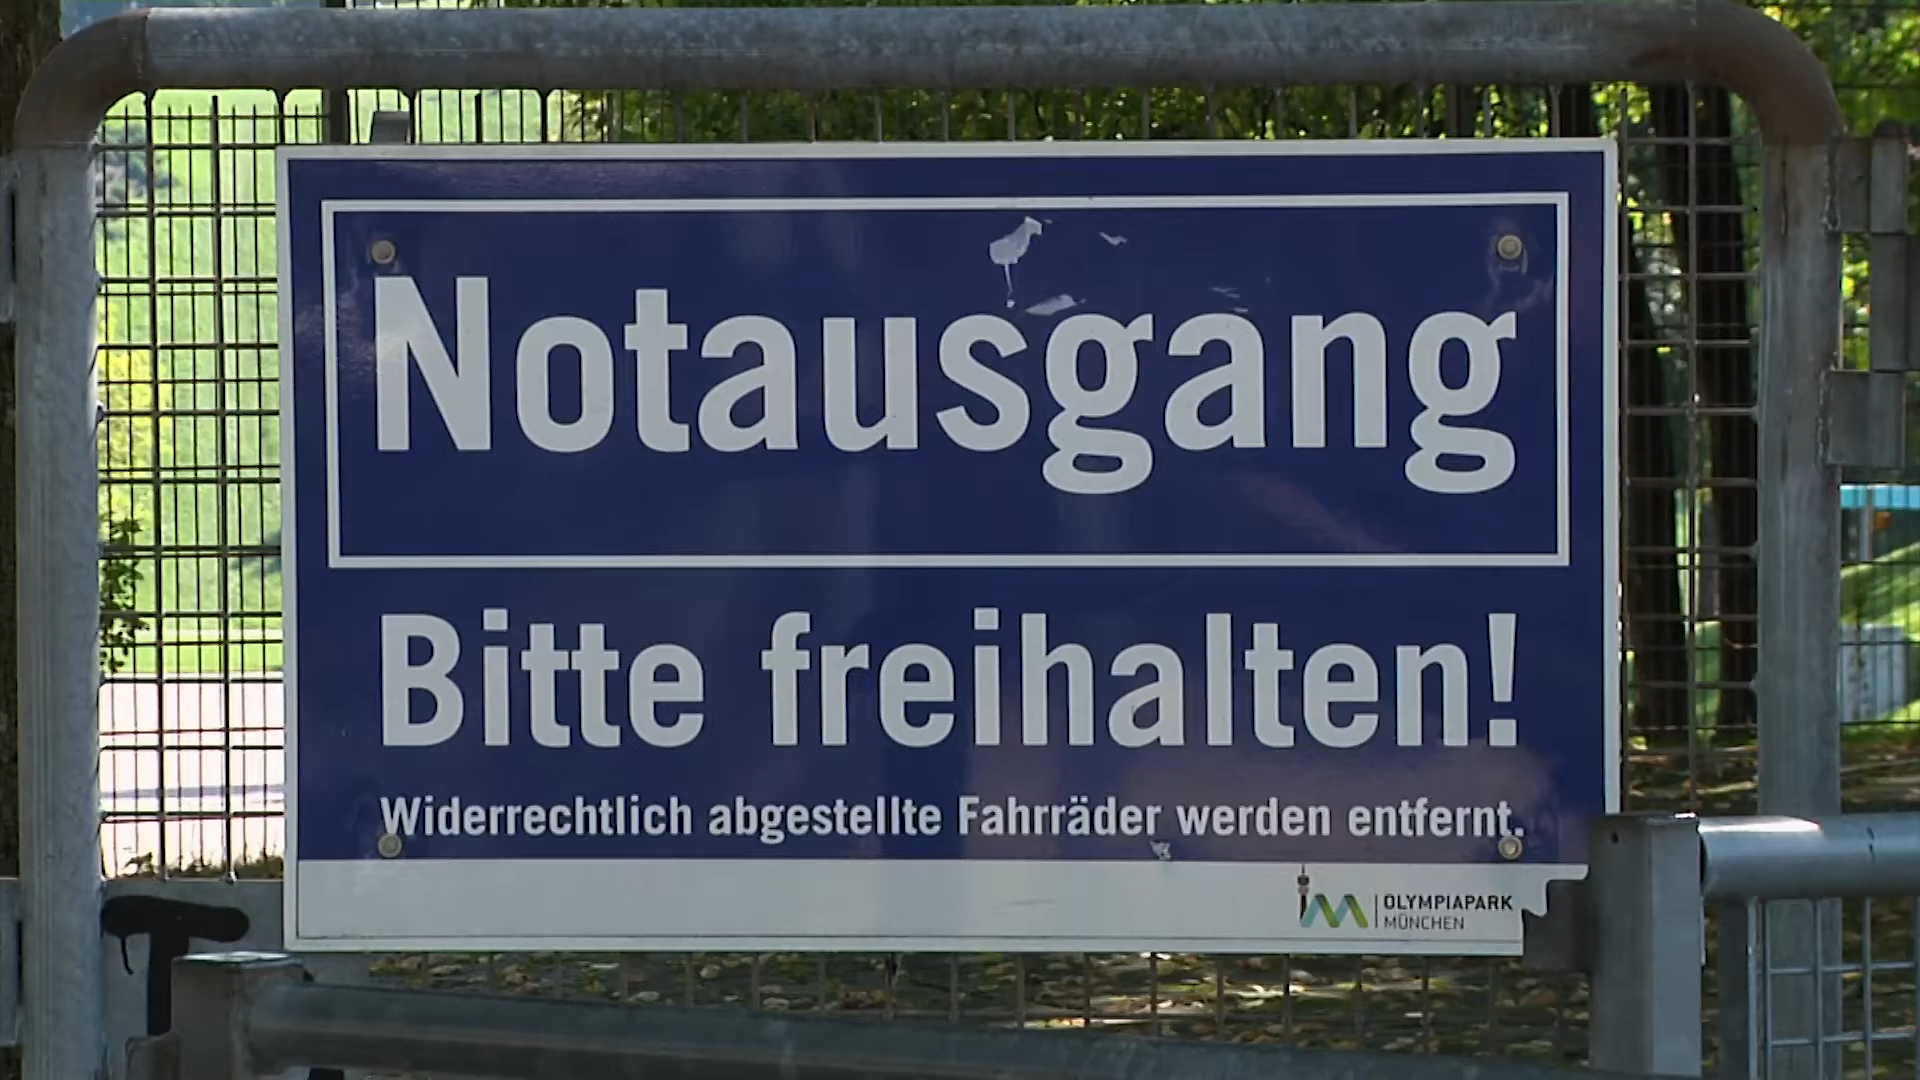 Notausgang
Bitte freihalten!
Widerrechtlich abgestellte Fahrräder werden entfernt.
OLYMPIAPARK
MÜNCHEN